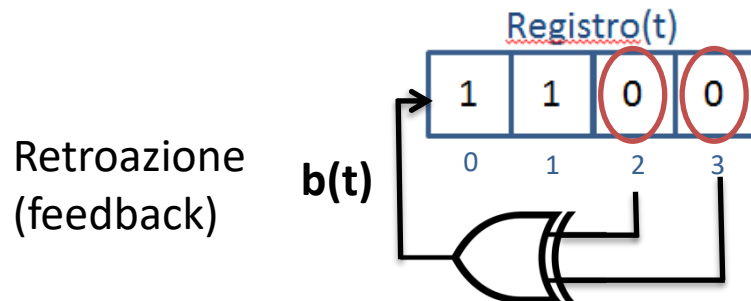 Registro(t)
1 1 0 0
0 1 2 3
Retroazione
(feedback)
b(t)